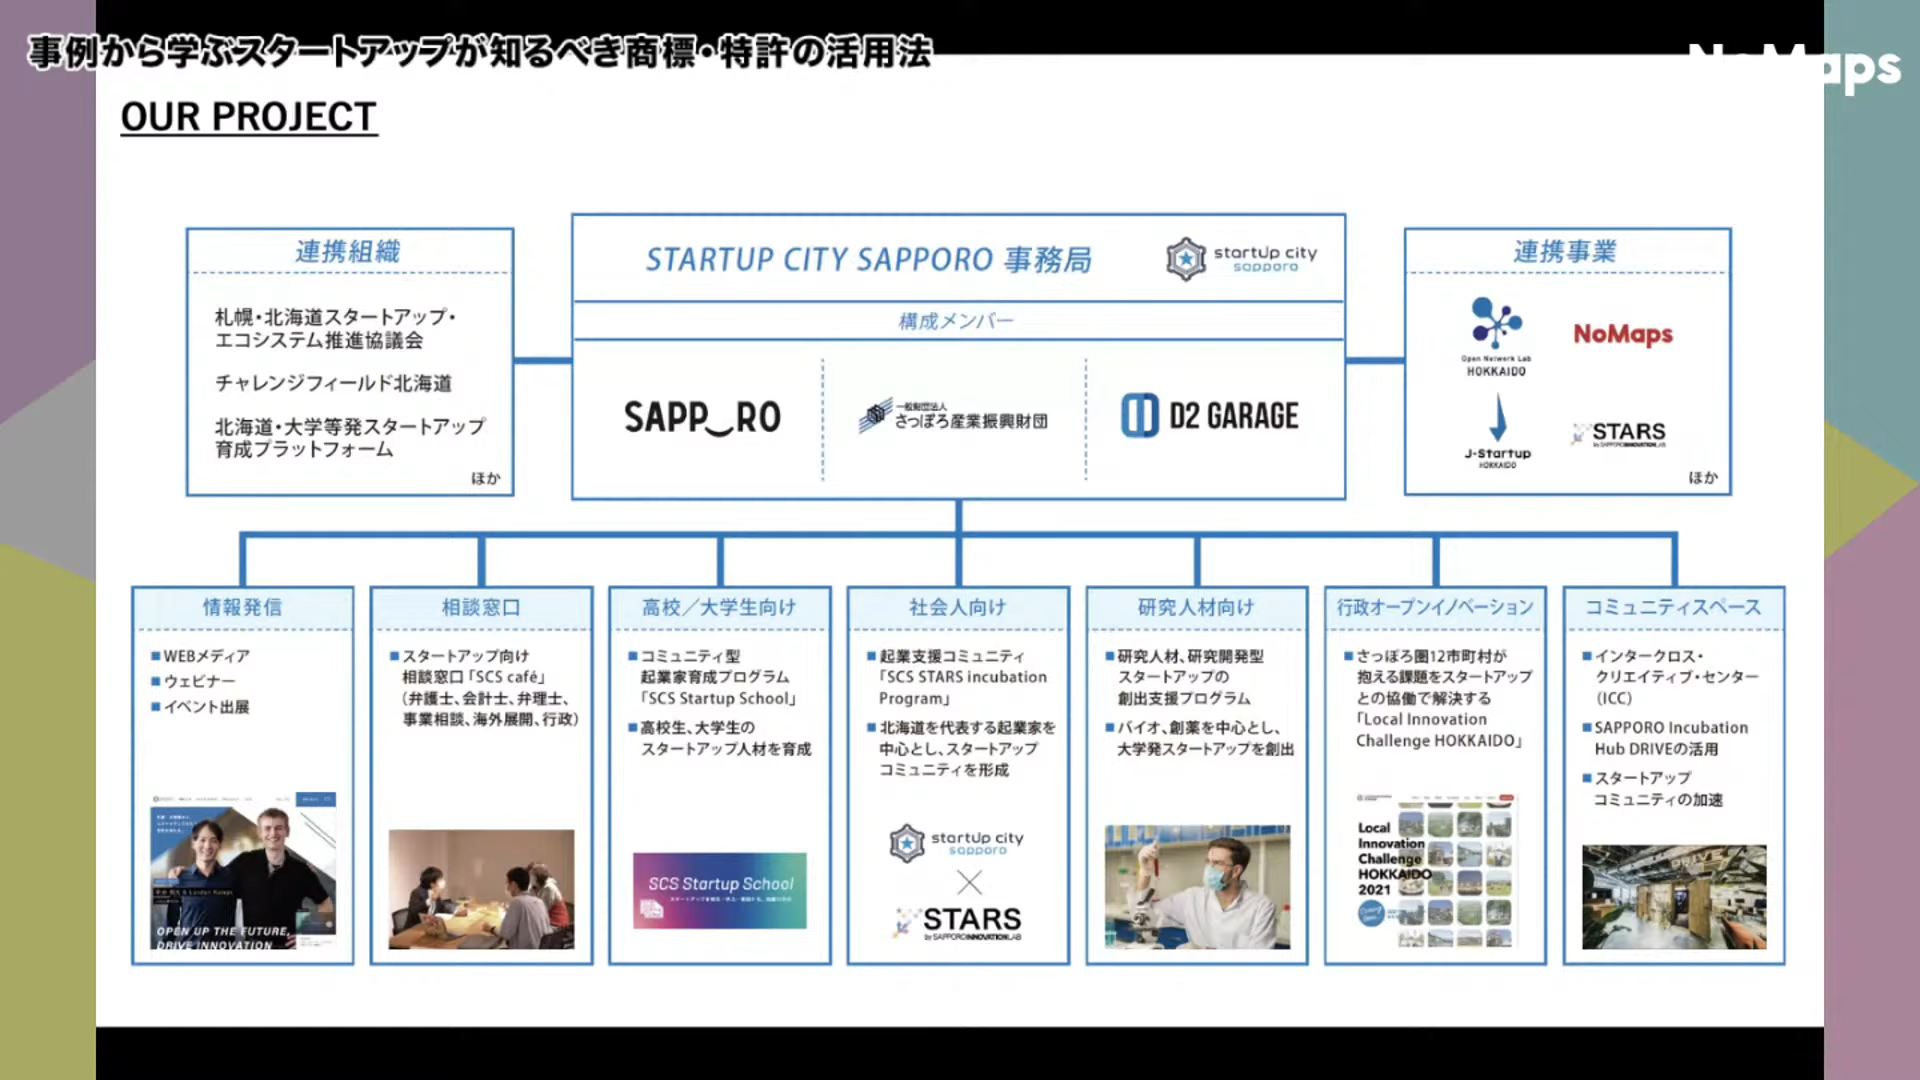 事例から学ぶスタートアップが知るべき商標・特許の活用法
NoMaps
OUR PROJECT
連携組織
札幌・北海道スタートアップ・
エコシステム推進協議会
チャレンジフィールド北海道
北海道・大学等発スタートアップ
育成プラットフォーム
ほか
STARTUP CITY SAPPORO 事務局
startup city
sapporo
構成メンバー
SAPP_RO
一般財団法人
さっぽろ産業振興財団
D2 GARAGE
連携事業
Open Network Lab
HOKKAIDO
NoMaps
J-Startup
HOKKAIDO
STARS
by SAPPORO INNOVATION LAB
ほか
情報発信
■WEBメディア
■ウェビナー
■イベント出展
OPEN UP THE FUTURE,
DRIVE INNOVATION
相談窓口
■スタートアップ向け
相談窓口「SCS café」
(弁護士、会計士、弁理士、
事業相談、海外展開、行政)
高校/大学生向け
■コミュニティ型
起業家育成プログラム
「SCS Startup School」
■高校生、大学生の
スタートアップ人材を育成
SCS Startup School
社会人向け
■起業支援コミュニティ
「SCS STARS incubation
Program」
■北海道を代表する起業家を
中心とし、スタートアップ
コミュニティを形成
startup city
sapporo
×
STARS
by SAPPORO INNOVATION LAB
研究人材向け
■研究人材、研究開発型
スタートアップの
創出支援プログラム
■バイオ、創薬を中心とし、
大学発スタートアップを創出
行政オープンイノベーション
■さっぽろ圏12市町村が
抱える課題をスタートアップ
との協働で解決する
「Local Innovation
Challenge HOKKAIDO」
Local
Innovation
Challenge
HOKKAIDO
2021
コミュニティスペース
■インタークロス・
クリエイティブ・センター
(ICC)
■SAPPORO Incubation
Hub DRIVEの活用
■スタートアップ
コミュニティの加速
DRIVE